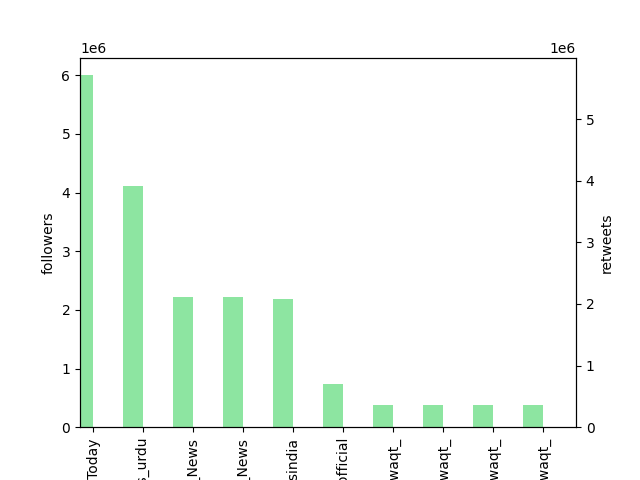 1e6
1e6
6
5
4
3
2
1
0
followers
5
4
3
2
1
0
retweets
Today
s_urdu
_News
_News
sindia
official
waqt_
waqt_
waqt_
waqt_